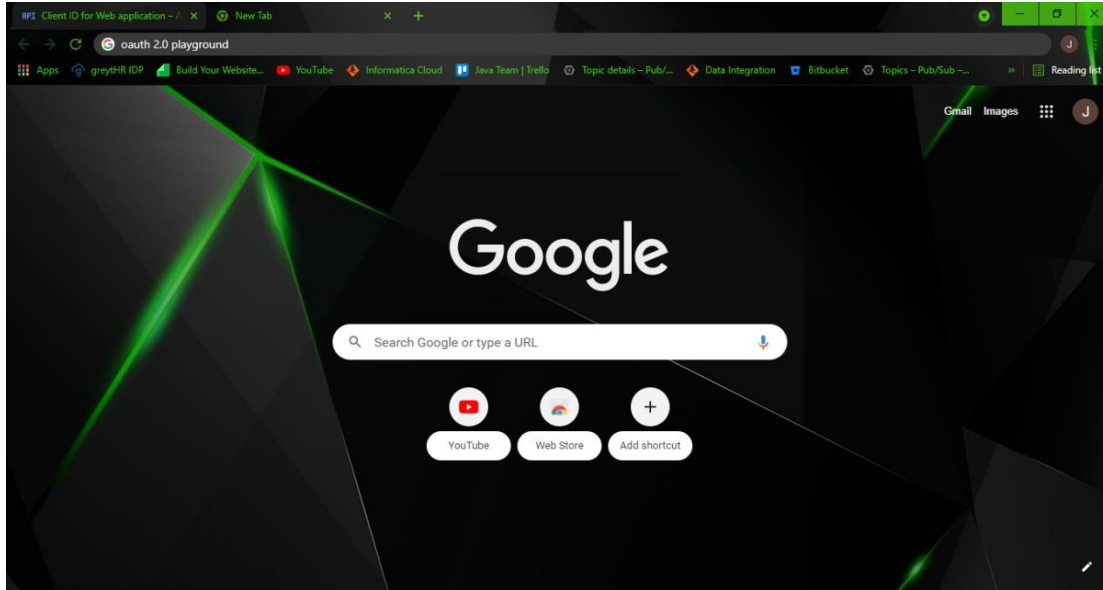 API Client ID for Web application – A New Tab
oauth 2.0 playground J
Apps greytHR IDP Build Your Website... YouTube Informatica Cloud Java Team | Trello Topic details – Pub/... Data Integration Bitbucket Topics – Pub/Sub –... » Reading list
Gmail Images J
Google
Search Google or type a URL
YouTube Web Store Add shortcut